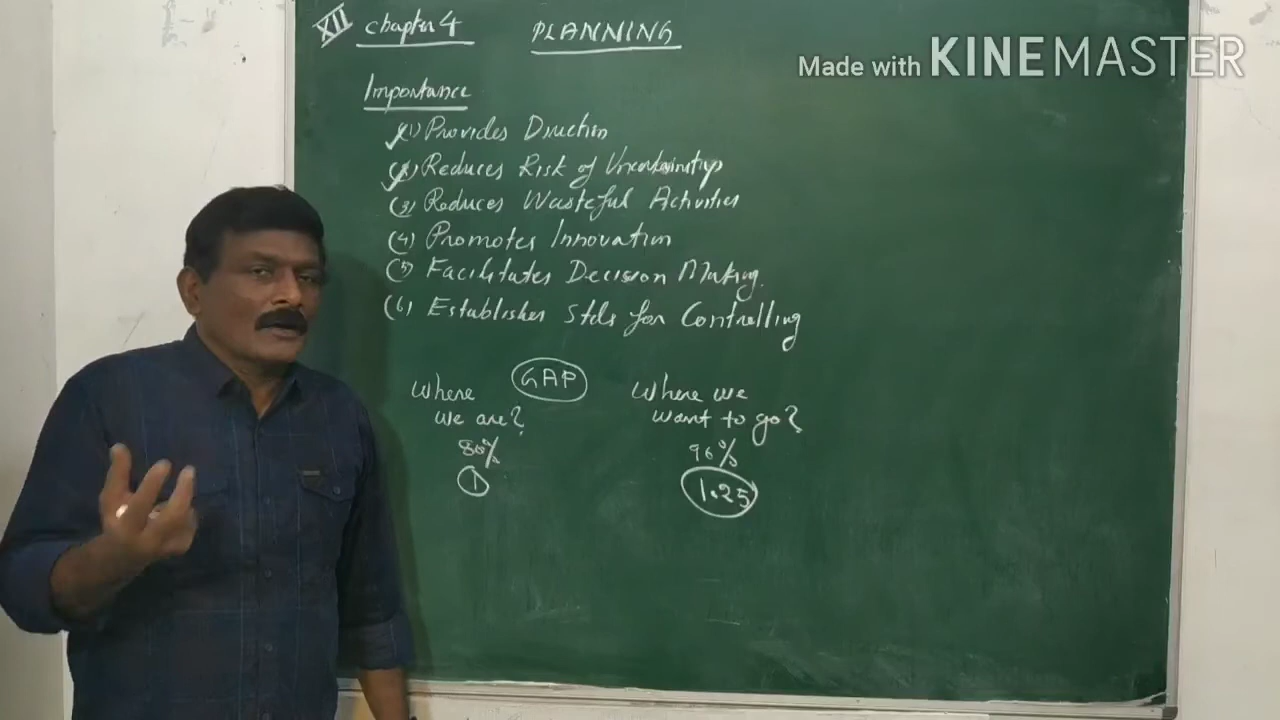 XII Chapter 4 PLANNING
Made with KINEMASTER
Importance
(1) Provides Direction
(2) Reduces Risk of Uncertainties
(3) Reduces Wasteful Activities
(4) Promotes Innovation
(5) Facilitates Decision Making.
(6) Establishes Stds for Controlling
Where GAP Where we
we are? want to go?
80% 96%
1 1.25